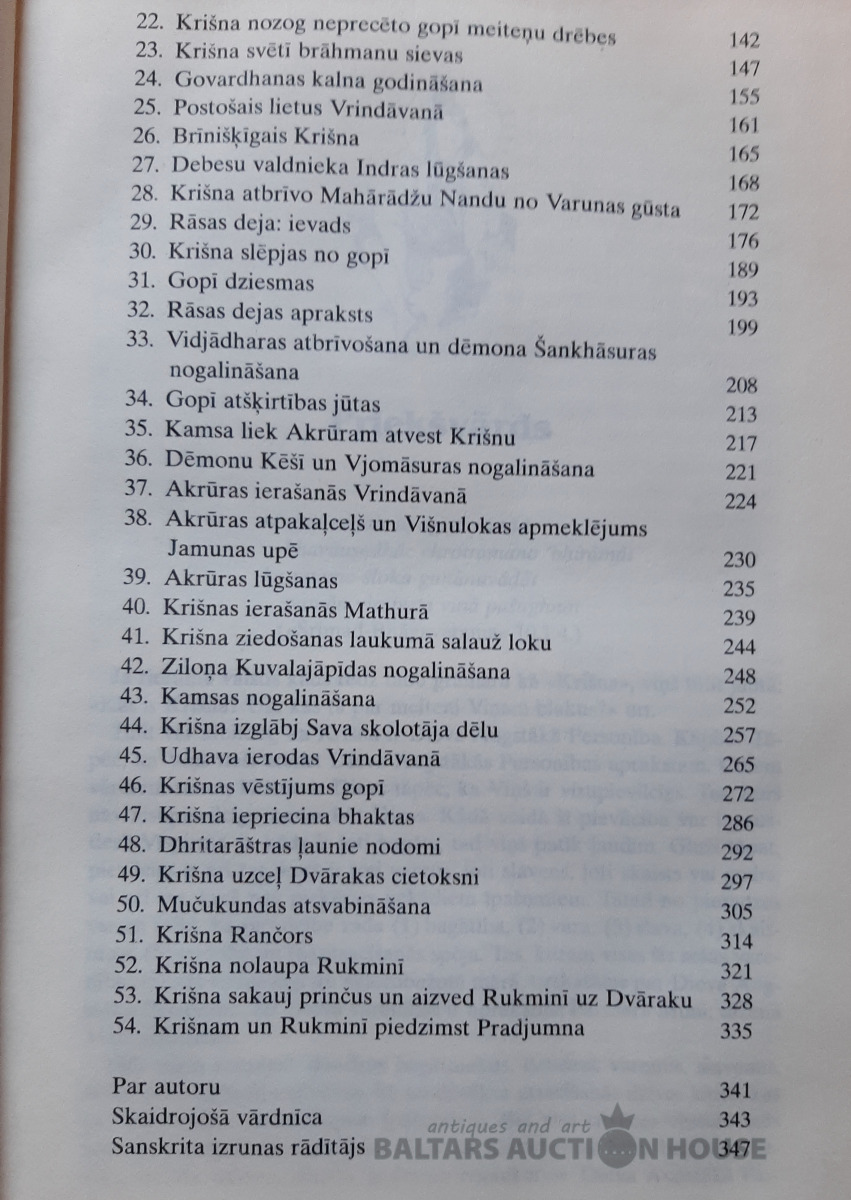 22. Krišna nozog neprecēto gopī meiteņu drēbes 142
23. Krišna svētī brāhmanu sievas 147
24. Govardhanas kalna godināšana 155
25. Postošais lietus Vrindāvanā 161
26. Brīnišķīgais Krišna 165
27. Debesu valdnieka Indras lūgšanas 168
28. Krišna atbrīvo Mahārādžu Nandu no Varunas gūsta 172
29. Rāsas deja: ievads 176
30. Krišna slēpjas no gopī 189
31. Gopī dziesmas 193
32. Rāsas dejas apraksts 199
33. Vidjādharas atbrīvošana un dēmona Šankhāsuras
nogalināšana 208
34. Gopī atšķirtības jūtas 213
35. Kamsa liek Akrūram atvest Krišnu 217
36. Dēmonu Kēšī un Vjomāsuras nogalināšana 221
37. Akrūras ierašanās Vrindāvanā 224
38. Akrūras atpakaļceļš un Višnulokas apmeklējums
Jamunas upē 230
39. Akrūras lūgšanas 235
40. Krišnas ierašanās Mathurā 239
41. Krišna ziedošanas laukumā salauž loku 244
42. Ziloņa Kuvalajāpīdas nogalināšana 248
43. Kamsas nogalināšana 252
44. Krišna izglābj Sava skolotāja dēlu 257
45. Udhava ierodas Vrindāvanā 265
46. Krišnas vēstījums gopī 272
47. Krišna iepriecina bhaktas 286
48. Dhritarāštras ļaunie nodomi 292
49. Krišna uzceļ Dvārakas cietoksni 297
50. Mučukundas atsvabināšana 305
51. Krišna Rančors 314
52. Krišna nolaupa Rukminī 321
53. Krišna sakauj prinčus un aizved Rukminī uz Dvāraku 328
54. Krišnam un Rukminī piedzimst Pradjumna 335
Par autoru 341
Skaidrojošā vārdnīca 343
Sanskrita izrunas rādītājs 347
antiques and art
BALTARS AUCTION HOUSE